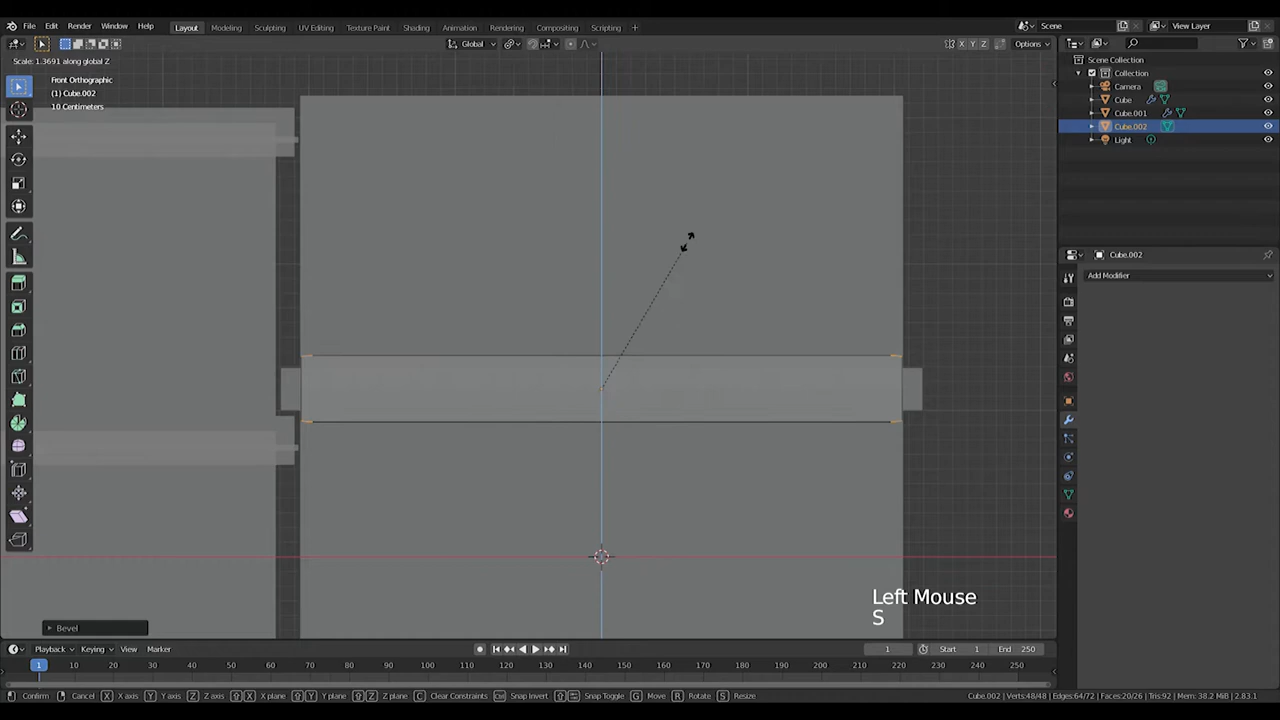 File Edit Render Window Help Layout Modeling Sculpting UV Editing Texture Paint Shading Animation Rendering Compositing Scripting + Scene View Layer
Global X Y Z Options
Scale: 1.3691 along global Z
Front Orthographic
(1) Cube.002
10 Centimeters
Scene Collection
Collection
Camera
Cube
Cube.001
Cube.002
Light
Cube.002
Add Modifier
Left Mouse
S
Bevel
Playback Keying View Marker 1 Start 1 End 250
1 10 20 30 40 50 60 70 80 90 100 110 120 130 140 150 160 170 180 190 200 210 220 230 240 250
Confirm Cancel X X axis Y Y axis Z Z axis X X plane Y Y plane Z Z plane C Clear Constraints Snap Invert Snap Toggle G Move R Rotate S Resize Cube.002 | Verts:48/48 | Edges:64/72 | Faces:20/26 | Tris:92 | Mem: 38.2 MiB | 2.83.1